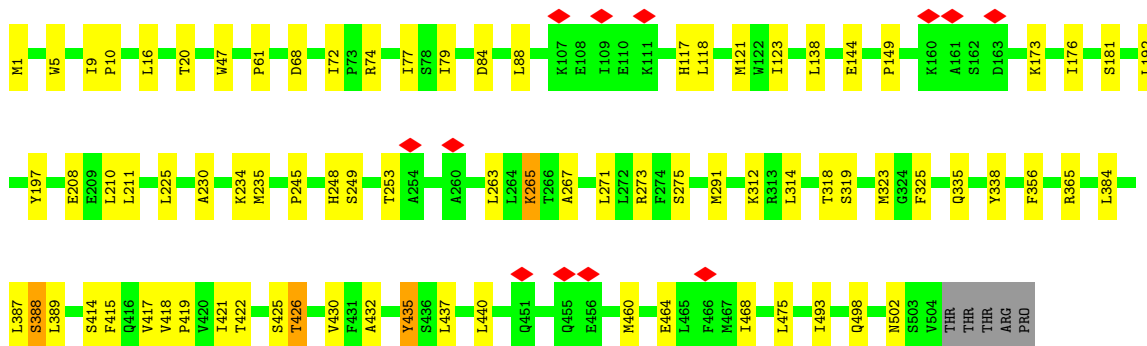 M1 W5 I9 P10 L16 T20 W47 P61 D68 I72 P73 R74 I77 S78 I79 D84 L88 K107 E108 I109 E110 K111 H117 L118 M121 W122 I123 L138 E144 P149 K160 A161 S162 D163 K173 I176 S181 L192
Y197 E208 E209 L210 L211 L225 A230 K234 M235 P245 H248 S249 T253 A254 A260 L263 L264 K265 T266 A267 L271 L272 R273 F274 S275 M291 K312 R313 L314 T318 S319 M323 G324 F325 Q335 Y338 F356 R365 L384
L387 S388 L389 S414 F415 Q416 V417 V418 P419 V420 I421 T422 S425 T426 V430 F431 A432 Y435 S436 L437 L440 Q451 Q455 E456 M460 E464 L465 F466 M467 I468 L475 I493 Q498 N502 S503 V504 THR THR THR ARG PRO